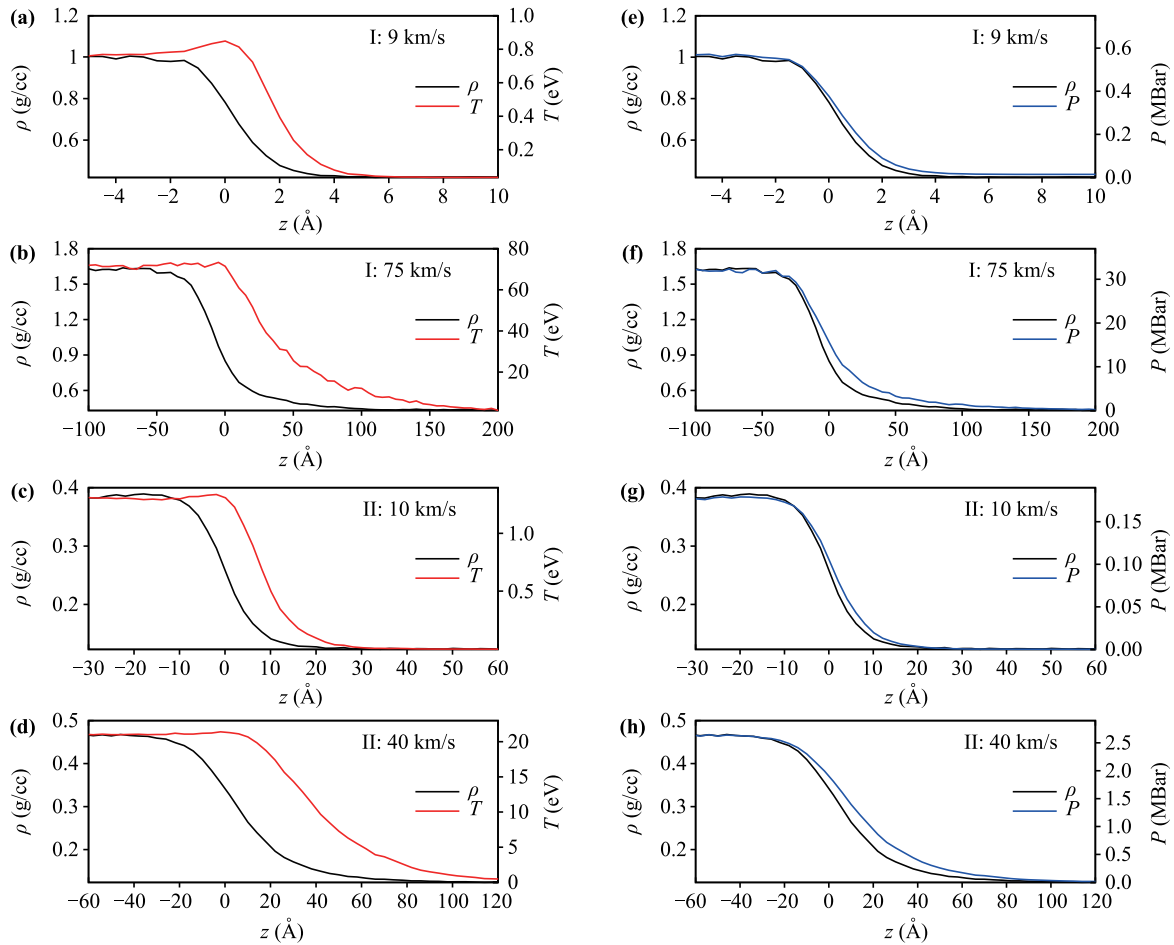 (a)
1.2
1
0.8
0.6
ρ (g/cc)
1.0
0.8
0.6
0.4
0.2
T (eV)
I: 9 km/s
ρ
T
−4
−2
0
2
4
6
8
10
z (Å)
(e)
1.2
1
0.8
0.6
ρ (g/cc)
0.6
0.4
0.2
0.0
P (MBar)
I: 9 km/s
ρ
P
−4
−2
0
2
4
6
8
10
z (Å)
(b)
1.8
1.5
1.2
0.9
0.6
ρ (g/cc)
80
60
40
20
T (eV)
I: 75 km/s
ρ
T
−100
−50
0
50
100
150
200
z (Å)
(f)
1.8
1.5
1.2
0.9
0.6
ρ (g/cc)
30
20
10
0
P (MBar)
I: 75 km/s
ρ
P
−100
−50
0
50
100
150
200
z (Å)
(c)
0.4
0.3
0.2
ρ (g/cc)
1.0
0.5
T (eV)
II: 10 km/s
ρ
T
−30
−20
−10
0
10
20
30
40
50
60
z (Å)
(g)
0.4
0.3
0.2
ρ (g/cc)
0.15
0.10
0.05
0.00
P (MBar)
II: 10 km/s
ρ
P
−30
−20
−10
0
10
20
30
40
50
60
z (Å)
(d)
0.5
0.4
0.3
0.2
ρ (g/cc)
20
15
10
5
0
T (eV)
II: 40 km/s
ρ
T
−60
−40
−20
0
20
40
60
80
100
120
z (Å)
(h)
0.5
0.4
0.3
0.2
ρ (g/cc)
2.5
2.0
1.5
1.0
0.5
0.0
P (MBar)
II: 40 km/s
ρ
P
−60
−40
−20
0
20
40
60
80
100
120
z (Å)